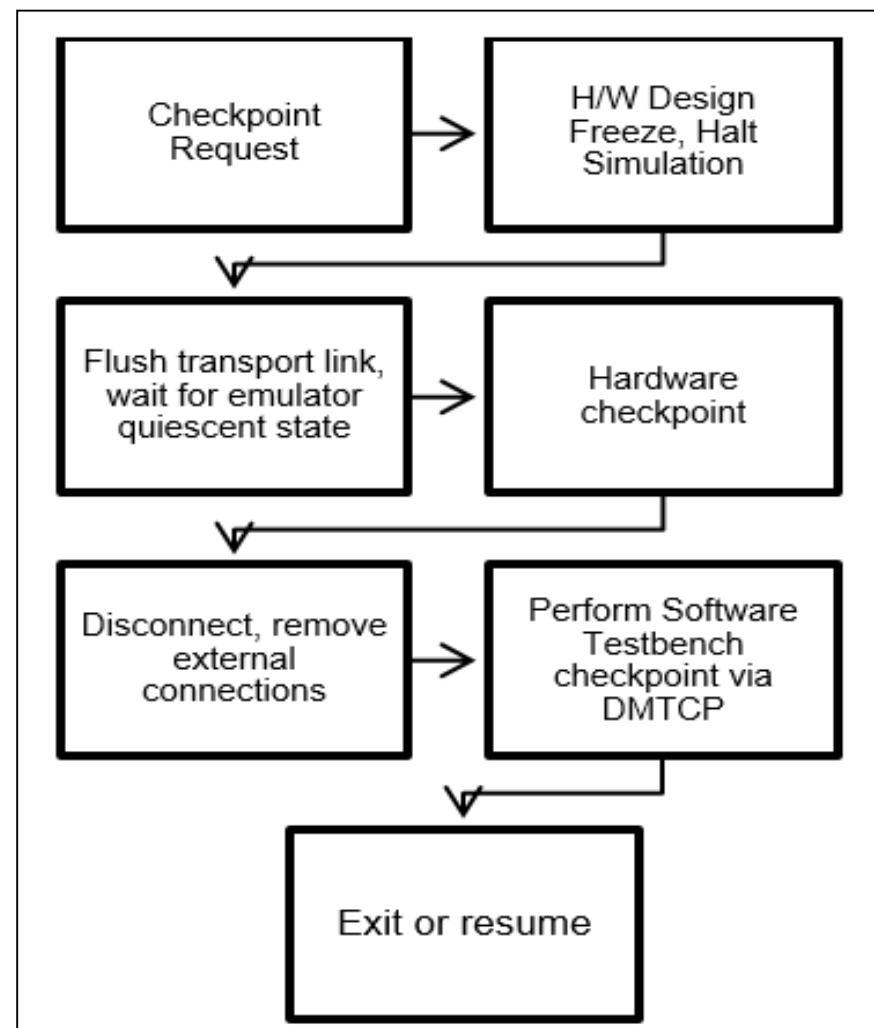 Checkpoint
Request
H/W Design
Freeze, Halt
Simulation
Flush transport link,
wait for emulator
quiescent state
Hardware
checkpoint
Disconnect, remove
external
connections
Perform Software
Testbench
checkpoint via
DMTCP
Exit or resume